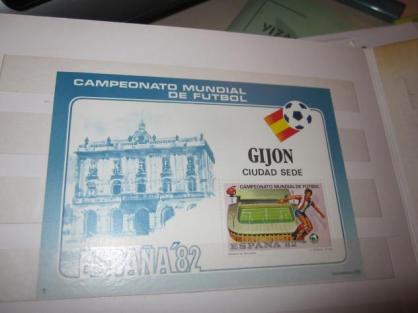 CAMPEONATO MUNDIAL
DE FUTBOL
GIJON
CIUDAD SEDE
CAMPEONATO MUNDIAL DE FUTBOL
ESPAÑA 82
ESPAÑA'82